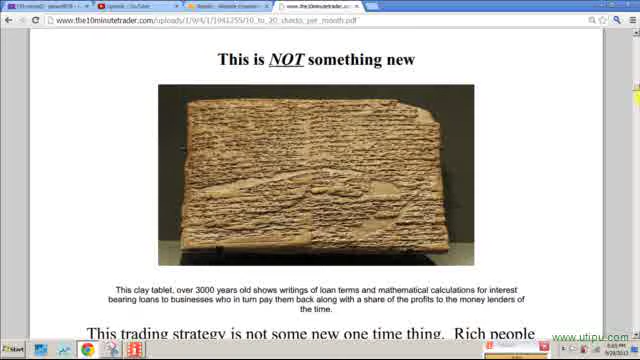 www.the10minutetrader.com/uploads/1/9/4/1/1941255/10_to_20_checks_per_month.pdf
This is NOT something new
This clay tablet, over 3000 years old shows writings of loan terms and mathematical calculations for interest
bearing loans to businesses who in turn pay them back along with a share of the profits to the money lenders of
the time.
This trading strategy is not some new one time thing. Rich people
Start
www.utipu.com